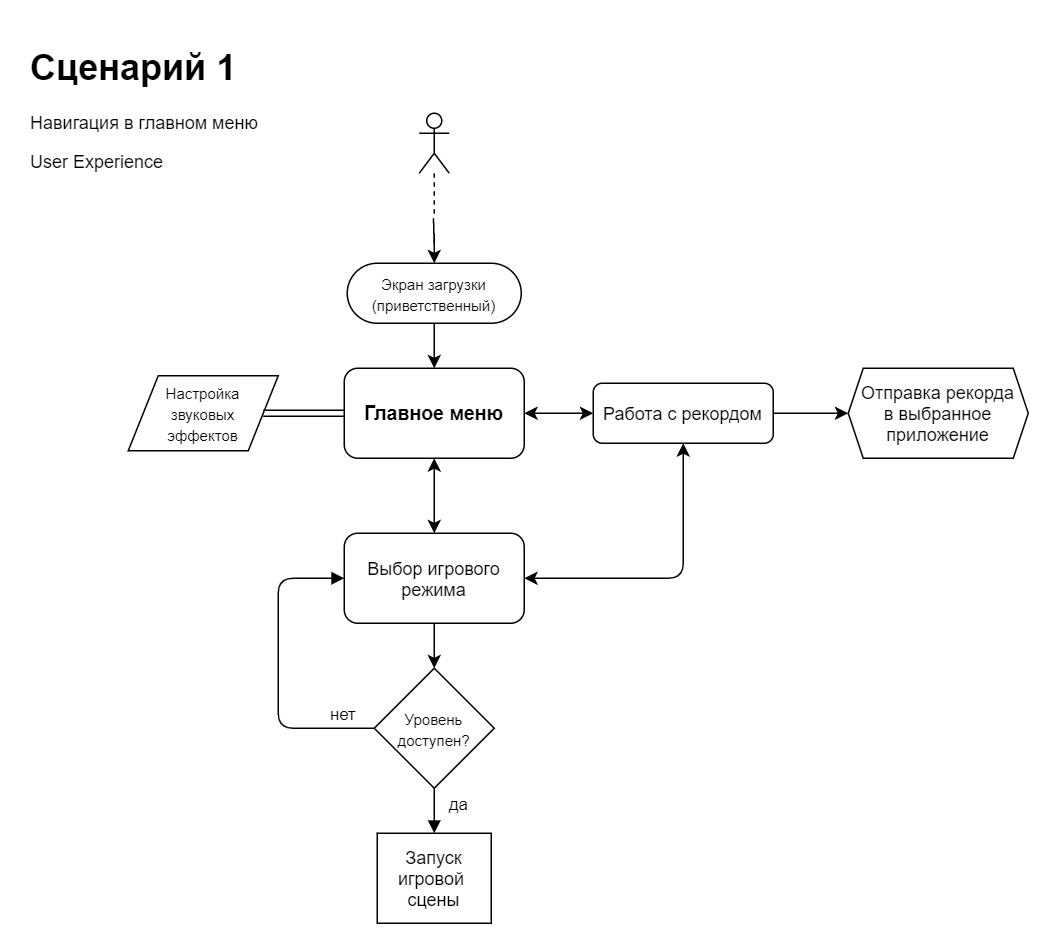 Сценарий 1
Навигация в главном меню
User Experience
Экран загрузки
(приветственный)
Настройка
звуковых
эффектов
Главное меню
Работа с рекордом
Отправка рекорда
в выбранное
приложение
Выбор игрового
режима
нет
Уровень
доступен?
да
Запуск
игровой
сцены